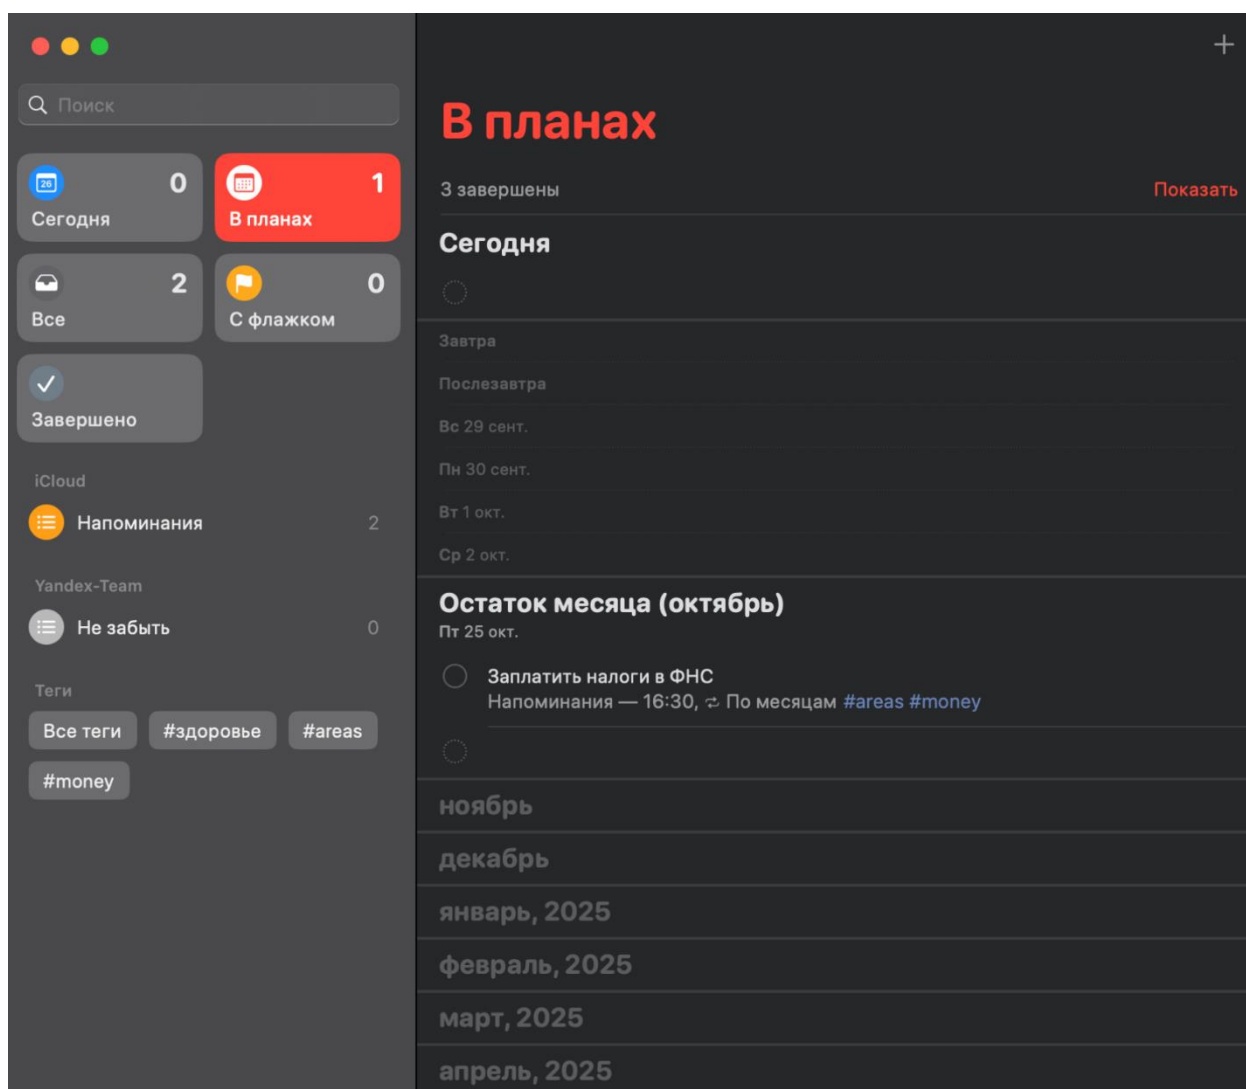 Поиск
26
0
Сегодня
1
В планах
2
Все
0
С флажком
Завершено
iCloud
Напоминания 2
Yandex-Team
Не забыть 0
Теги
Все теги #здоровье #areas
#money
В планах
3 завершены Показать
Сегодня
Завтра
Послезавтра
Вс 29 сент.
Пн 30 сент.
Вт 1 окт.
Ср 2 окт.
Остаток месяца (октябрь)
Пт 25 окт.
Заплатить налоги в ФНС
Напоминания — 16:30, По месяцам #areas #money
ноябрь
декабрь
январь, 2025
февраль, 2025
март, 2025
апрель, 2025